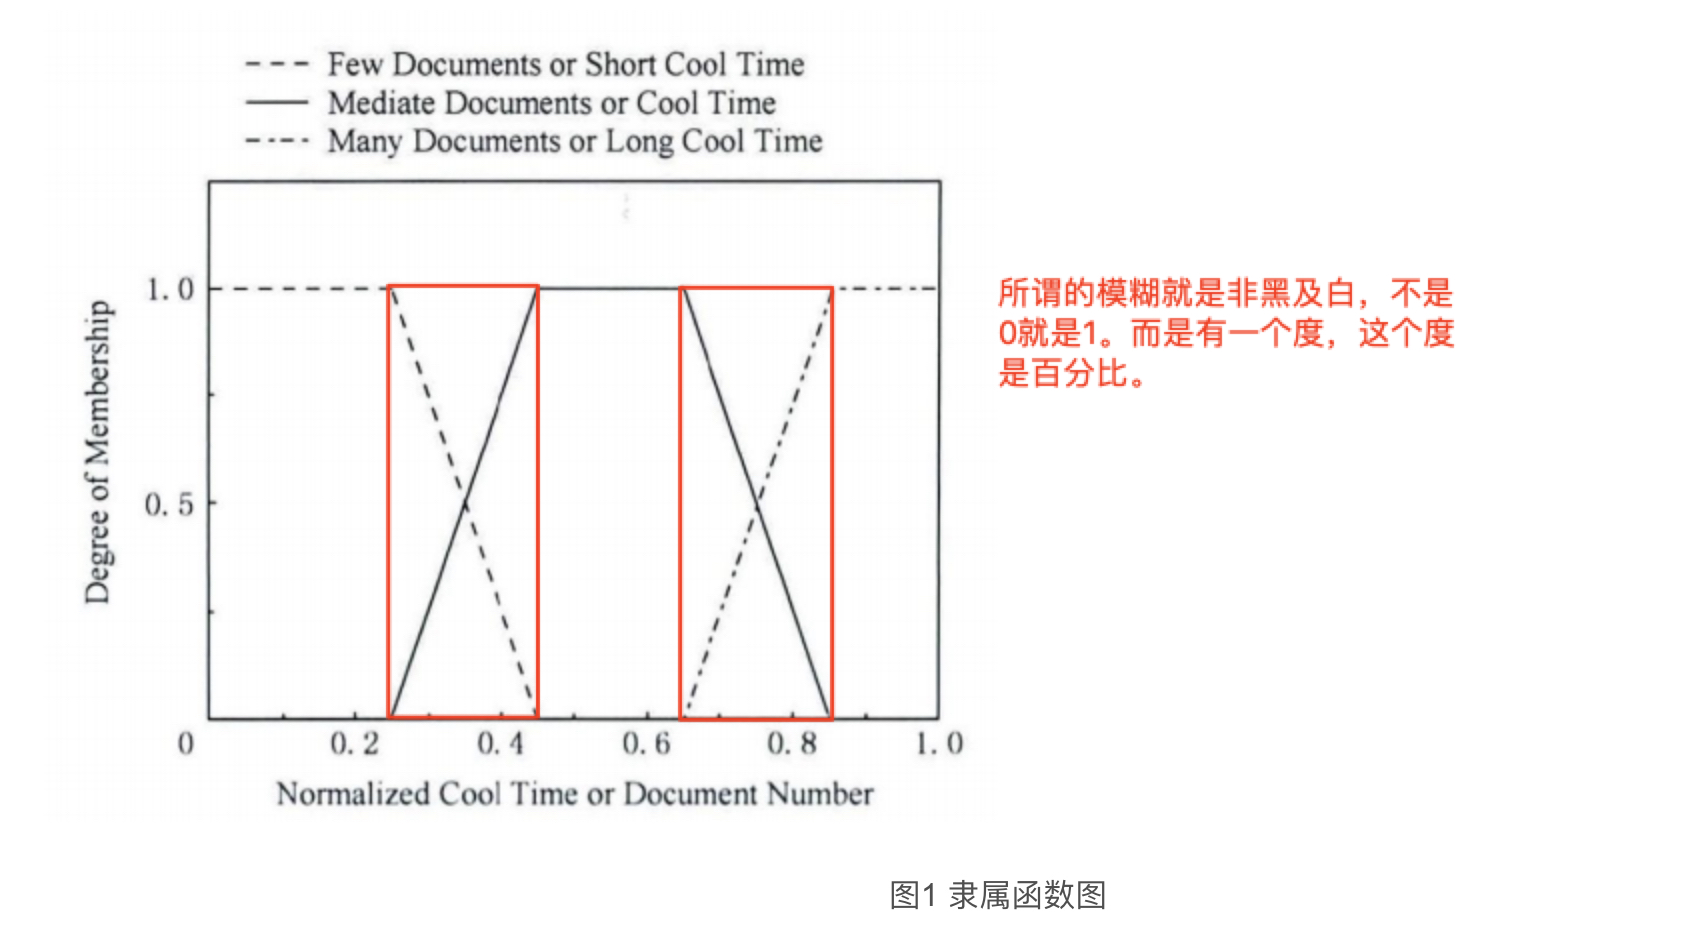 Few Documents or Short Cool Time
Mediate Documents or Cool Time
Many Documents or Long Cool Time
1.0
0.5
0
Degree of Membership
0 0.2 0.4 0.6 0.8 1.0
Normalized Cool Time or Document Number
所谓的模糊就是非黑及白，不是
0就是1。而是有一个度，这个度
是百分比。
图1 隶属函数图